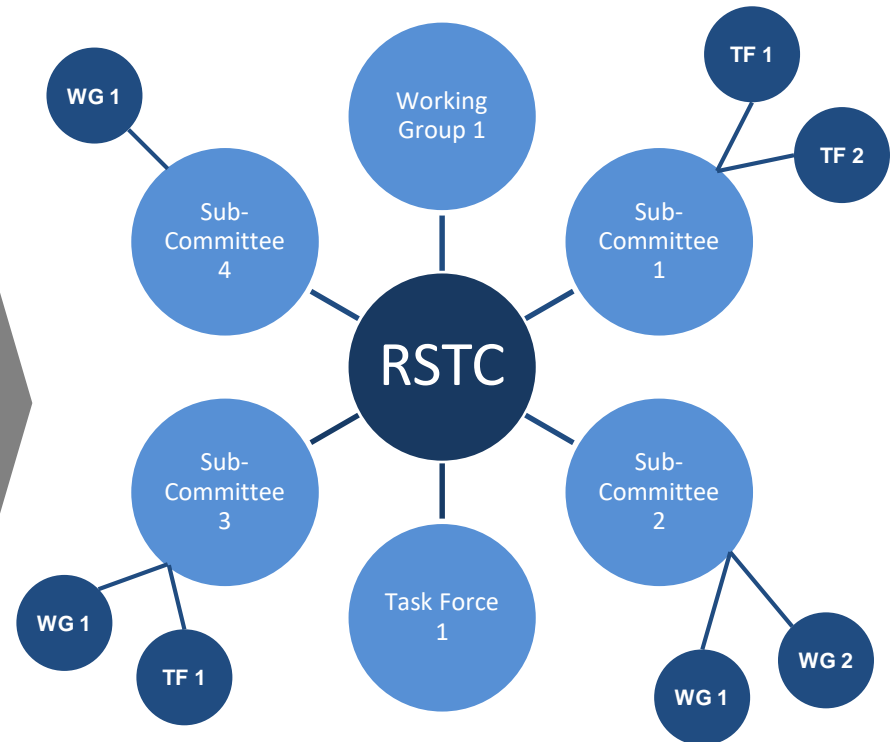 WG 1
Working
Group 1
TF 1
TF 2
Sub-
Committee
4
Sub-
Committee
1
RSTC
Sub-
Committee
3
Sub-
Committee
2
Task Force
1
WG 1
TF 1
WG 1
WG 2